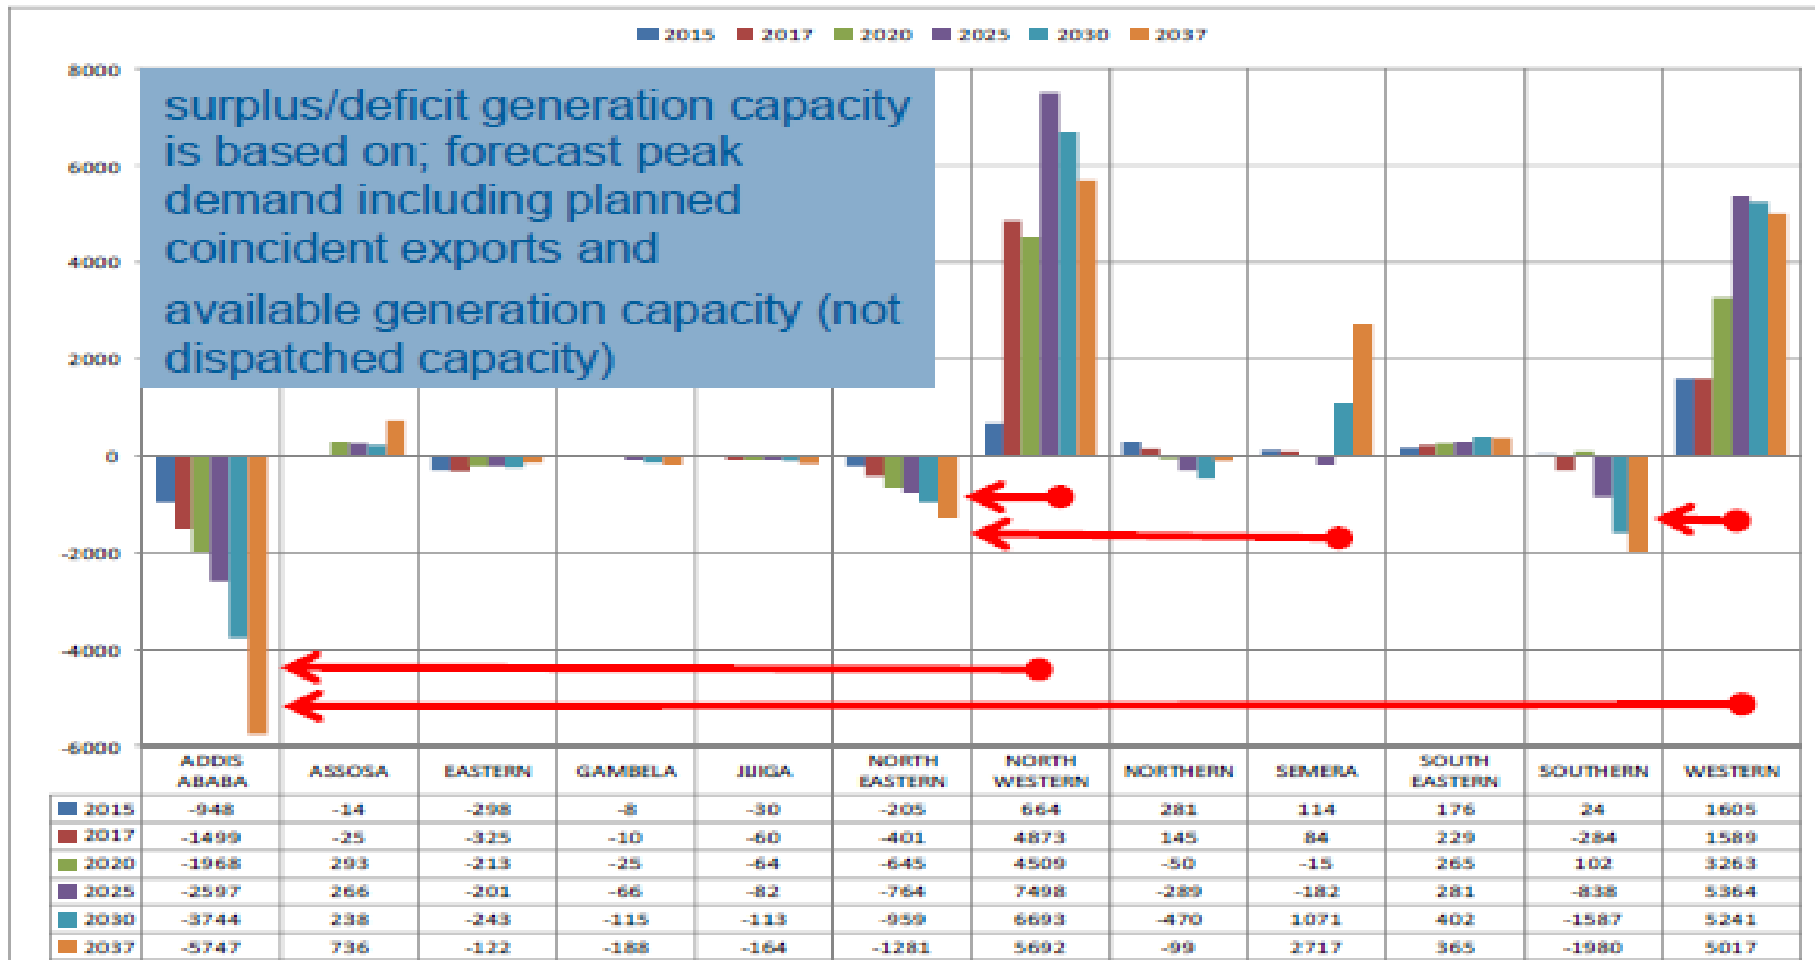 2015 2017 2020 2025 2030 2037
8000
6000
4000
2000
0
-2000
-4000
-6000
surplus/deficit generation capacity
is based on; forecast peak
demand including planned
coincident exports and
available generation capacity (not
dispatched capacity)
ADDIS ABABA ASSOSA EASTERN GAMBELA JIJIGA NORTH EASTERN NORTH WESTERN NORTHERN SEMERA SOUTH EASTERN SOUTHERN WESTERN
2015 -948 -14 -298 -8 -30 -205 664 281 114 176 24 1605
2017 -1499 -25 -325 -10 -60 -401 4873 145 84 229 -284 1589
2020 -1968 293 -213 -25 -64 -645 4509 -50 -15 265 102 3263
2025 -2597 266 -201 -66 -82 -764 7498 -289 -182 281 -838 5364
2030 -3744 238 -243 -115 -113 -959 6693 -470 1071 402 -1587 5241
2037 -5747 736 -122 -188 -164 -1281 5692 -99 2717 365 -1980 5017